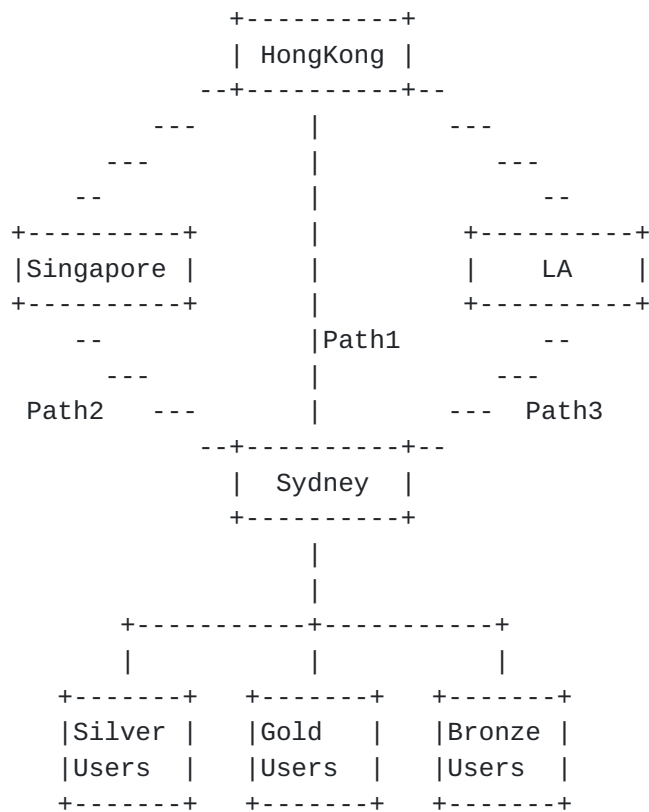 HongKong
Singapore LA
Path1
Path2 Path3
Sydney
Silver Gold Bronze
Users Users Users